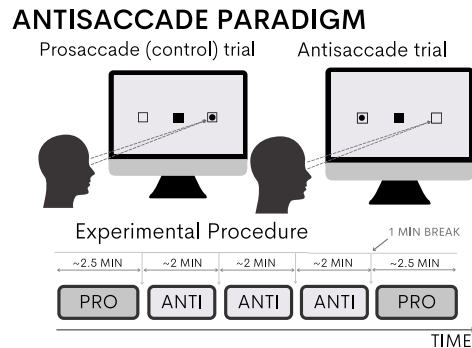 ANTISACCADE PARADIGM
Prosaccade (control) trial
Antisaccade trial
Experimental Procedure
1 MIN BREAK
~2.5 MIN
~2 MIN
~2 MIN
~2 MIN
~2.5 MIN
PRO
ANTI
ANTI
ANTI
PRO
TIME